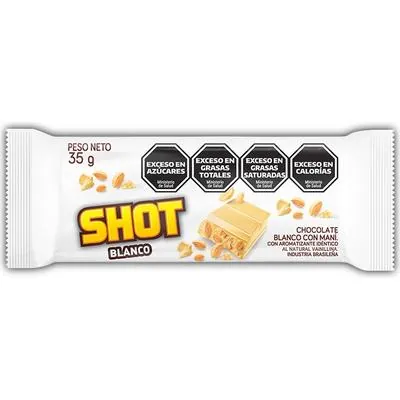 PESO NETO
35 g
EXCESO EN
AZÚCARES
Ministerio
de Salud
EXCESO EN
GRASAS
TOTALES
Ministerio
de Salud
EXCESO EN
GRASAS
SATURADAS
Ministerio
de Salud
EXCESO EN
CALORÍAS
Ministerio
de Salud
SHOT
BLANCO
CHOCOLATE
BLANCO CON MANÍ,
CON AROMATIZANTE IDÉNTICO
AL NATURAL VAINILLINA.
INDUSTRIA BRASILEÑA